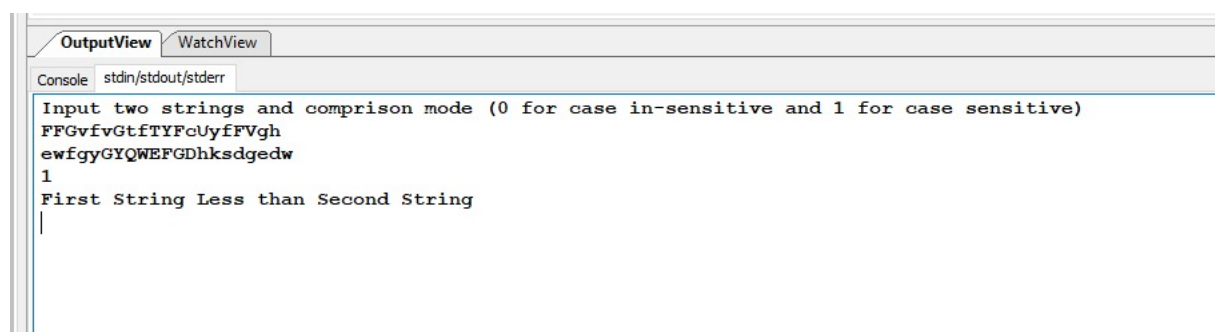 OutputView WatchView
Console stdin/stdout/stderr
Input two strings and comprison mode (0 for case in-sensitive and 1 for case sensitive)
FFGvfvGtfTYFcUyfFVgh
ewfgyGYQWEFGDhksdgedw
1
First String Less than Second String